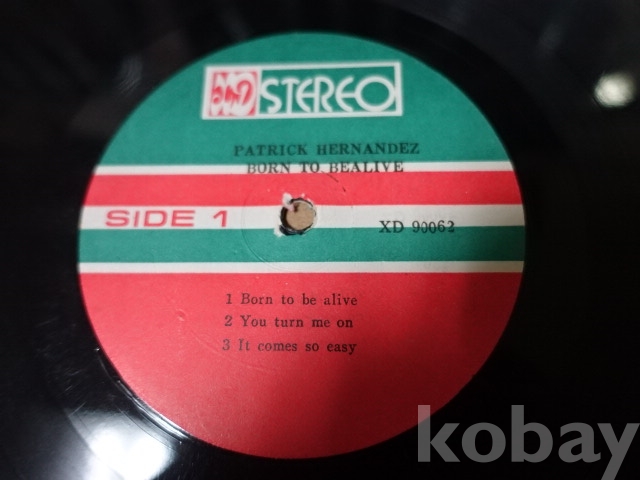 STEREO
PATRICK HERNANDEZ
BORN TO BEALIVE
SIDE 1
XD 90062
1 Born to be alive
2 You turn me on
3 It comes so easy
kobay